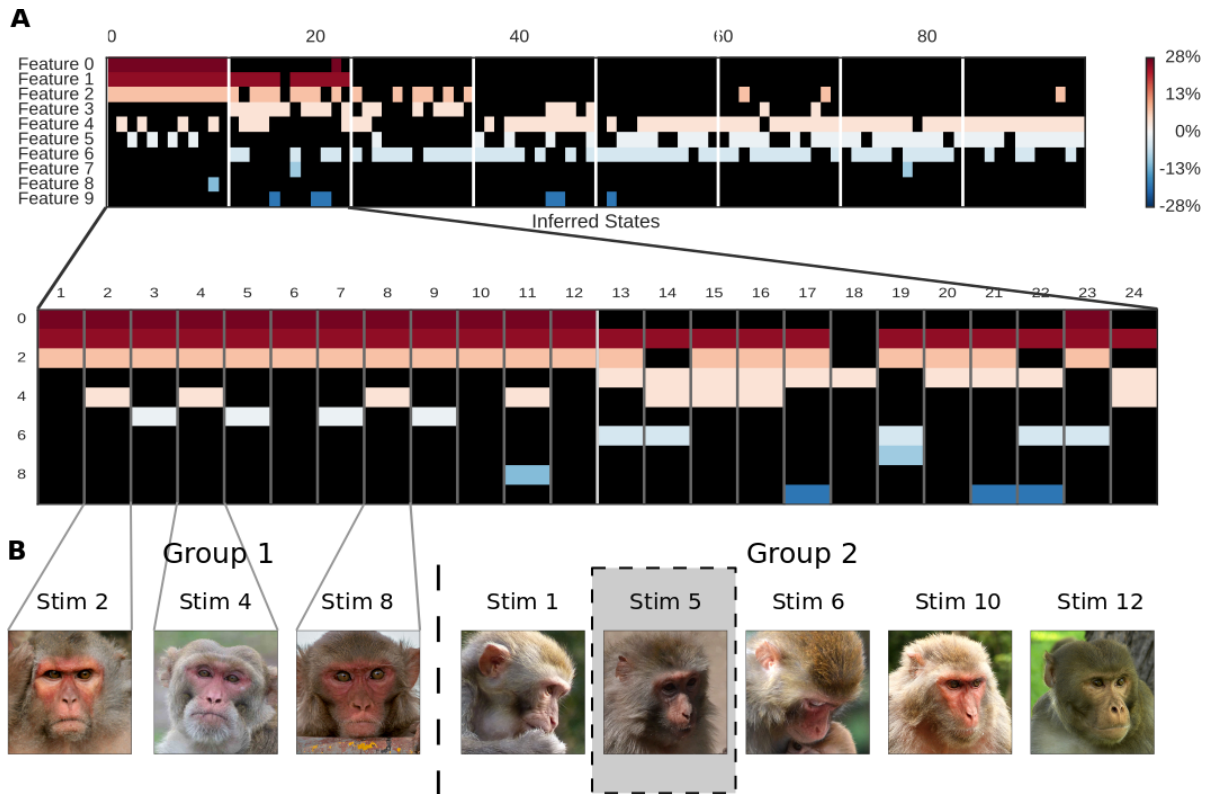 A
0 20 40 60 80
Feature 0
Feature 1
Feature 2
Feature 3
Feature 4
Feature 5
Feature 6
Feature 7
Feature 8
Feature 9
28%
13%
0%
-13%
-28%
Inferred States
1 2 3 4 5 6 7 8 9 10 11 12 13 14 15 16 17 18 19 20 21 22 23 24
0
2
4
6
8
B
Group 1 Group 2
Stim 2 Stim 4 Stim 8 Stim 1 Stim 5 Stim 6 Stim 10 Stim 12